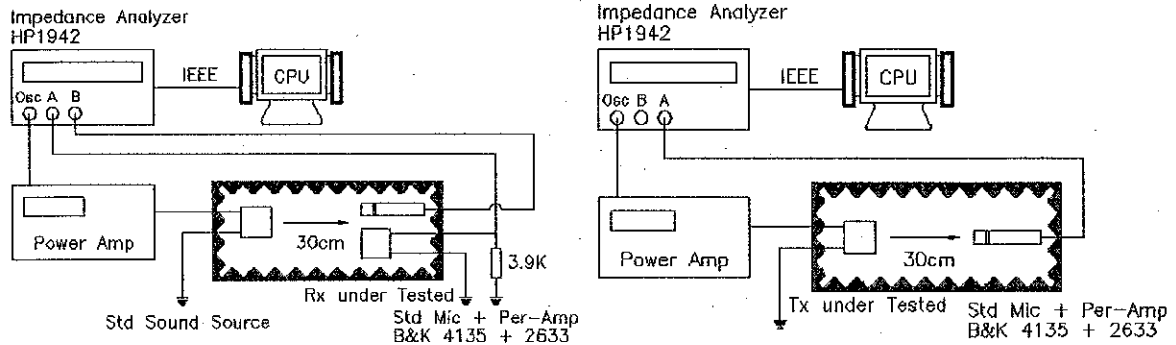 Impedance Analyzer
HP1942
IEEE
CPU
Osc A B
Power Amp
30cm
3.9K
Rx under Tested
Std Sound Source
Std Mic + Per-Amp
B&K 4135 + 2633
Impedance Analyzer
HP1942
IEEE
CPU
Osc B A
Power Amp
30cm
Tx under Tested
Std Mic + Per-Amp
B&K 4135 + 2633